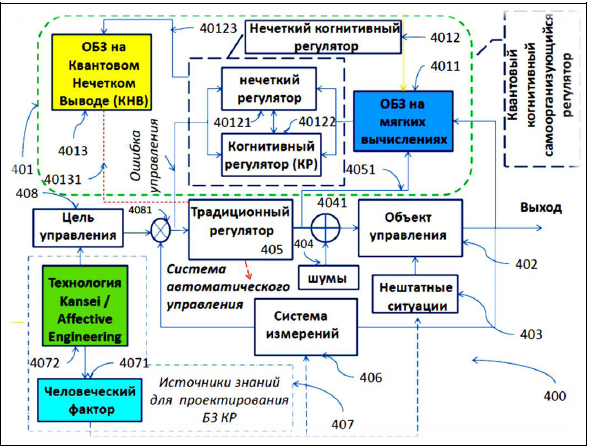 40123
Нечеткий когнитивный
регулятор
4012
ОБЗ на
Квантовом
Нечетком
Выводе (КНВ)
нечеткий
регулятор
4011
ОБЗ на
мягких
вычислениях
Квантовый
когнитивный
самоорганизующийся
регулятор
40121
40122
Когнитивный
регулятор (КР)
4013
401
40131
Ошибка
управления
4051
408
4081
4041
Цель
управления
Традиционный
регулятор
405
404
Объект
управления
Выход
402
шумы
Система
автоматического
управления
Технология
Kansei /
Affective
Engineering
Нештатные
ситуации
403
Система
измерений
4072
4071
406
400
Человеческий
фактор
Источники знаний
для проектирования
БЗ КР
407